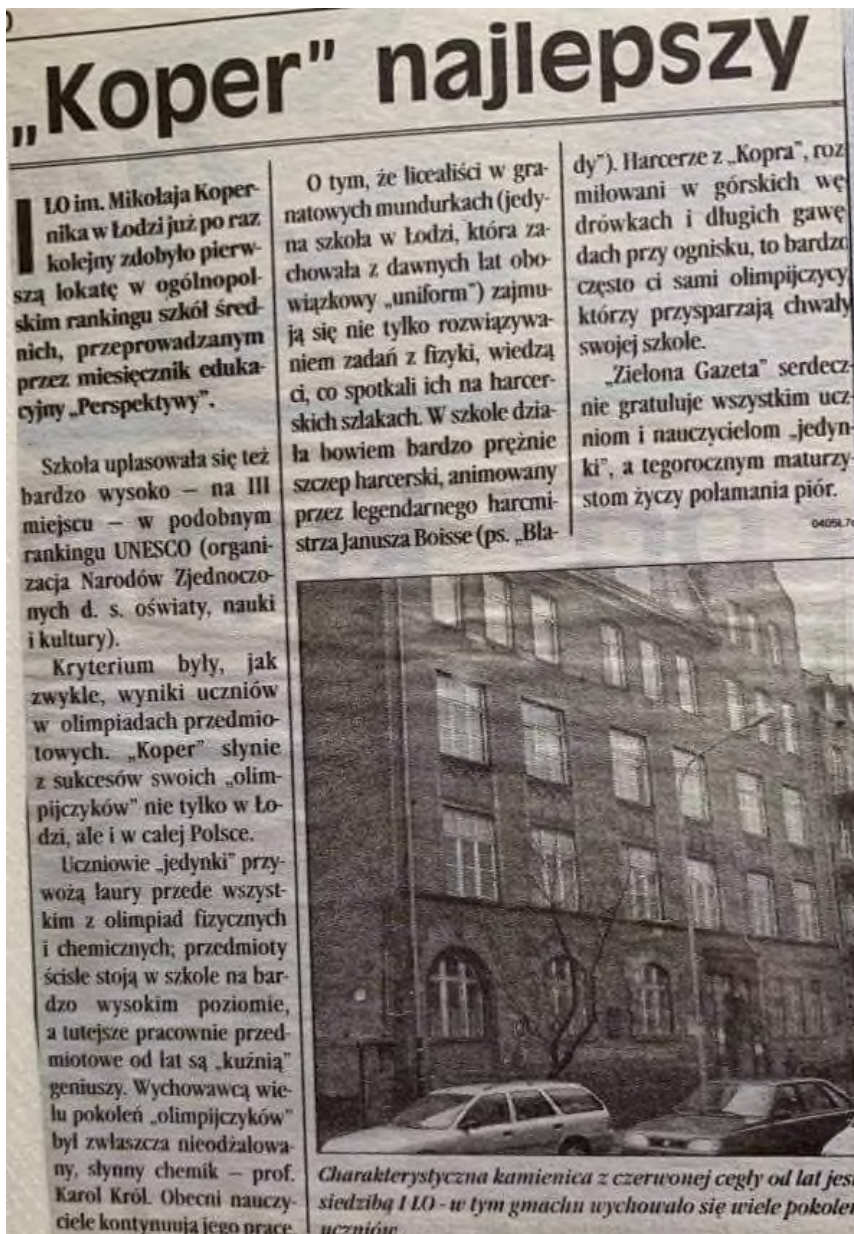 „Koper” najlepszy
I LO im. Mikołaja Koper-
nika w Łodzi już po raz
kolejny zdobyło pierw-
szą lokatę w ogólnopol-
skim rankingu szkół śred-
nich, przeprowadzanym
przez miesięcznik eduka-
cyjny „Perspektywy”.
Szkoła uplasowała się też
bardzo wysoko – na III
miejscu – w podobnym
rankingu UNESCO (organi-
zacja Narodów Zjednoczo-
nych d. s. oświaty, nauki
i kultury).
Kryterium były, jak
zwykle, wyniki uczniów
w olimpiadach przedmio-
towych. „Koper” słynie
z sukcesów swoich „olim-
pijczyków” nie tylko w Ło-
dzi, ale i w całej Polsce.
Uczniowie „jedynki” przy-
wożą laury przede wszyst-
kim z olimpiad fizycznych
i chemicznych; przedmioty
ścisłe stoją w szkole na bar-
dzo wysokim poziomie,
a tutejsze pracownie przed-
miotowe od lat są „kuźnią”
geniuszy. Wychowawcą wie-
lu pokoleń „olimpijczyków”
był zwłaszcza nieodżałowa-
ny, słynny chemik – prof.
Karol Król. Obecni nauczy-
ciele kontynuują jego pracę
O tym, że licealiści w gra-
natowych mundurkach (jedy-
na szkoła w Łodzi, która za-
chowała z dawnych lat obo-
wiązkowy „uniform”) zajmu-
ją się nie tylko rozwiązywa-
niem zadań z fizyki, wiedzą
ci, co spotkali ich na harcer-
skich szlakach. W szkole dzia-
ła bowiem bardzo prężnie
szczep harcerski, animowany
przez legendarnego harcmi-
strza Janusza Boisse (ps. „Bla-
dy”). Harcerze z „Kopra”, roz
miłowani w górskich wę
drówkach i długich gawę
dach przy ognisku, to bardzo
często ci sami olimpijczycy,
którzy przysparzają chwały
swojej szkole.
„Zielona Gazeta” serdecz-
nie gratuluje wszystkim ucz-
niom i nauczycielom „jedyn-
ki”, a tegorocznym maturzy-
stom życzy połamania piór.
Charakterystyczna kamienica z czerwonej cegły od lat jest
siedzibą I LO - w tym gmachu wychowało się wiele pokoleń
uczniów